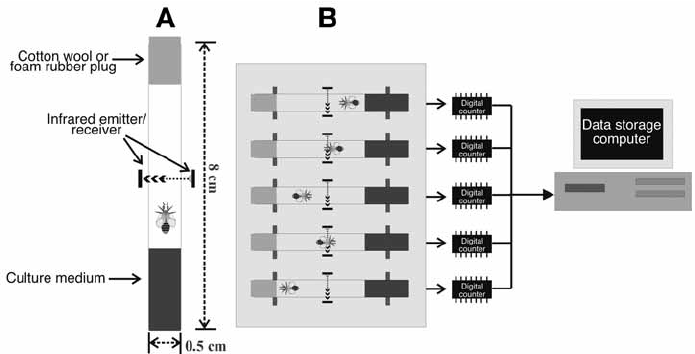 A
B
Cotton wool or
foam rubber plug
Infrared emitter/
receiver
8 cm
Culture medium
0.5 cm
Digital
counter
Digital
counter
Digital
counter
Digital
counter
Digital
counter
Data storage
computer